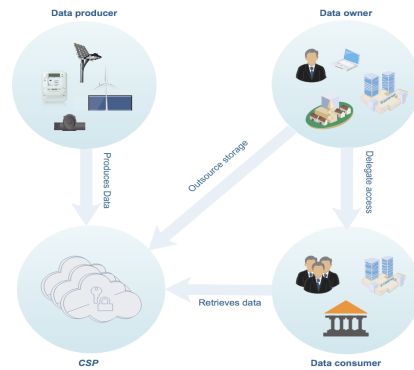 Data producer
Data owner
Produces Data
Outsource storage
Delegate access
Retrieves data
CSP
Data consumer